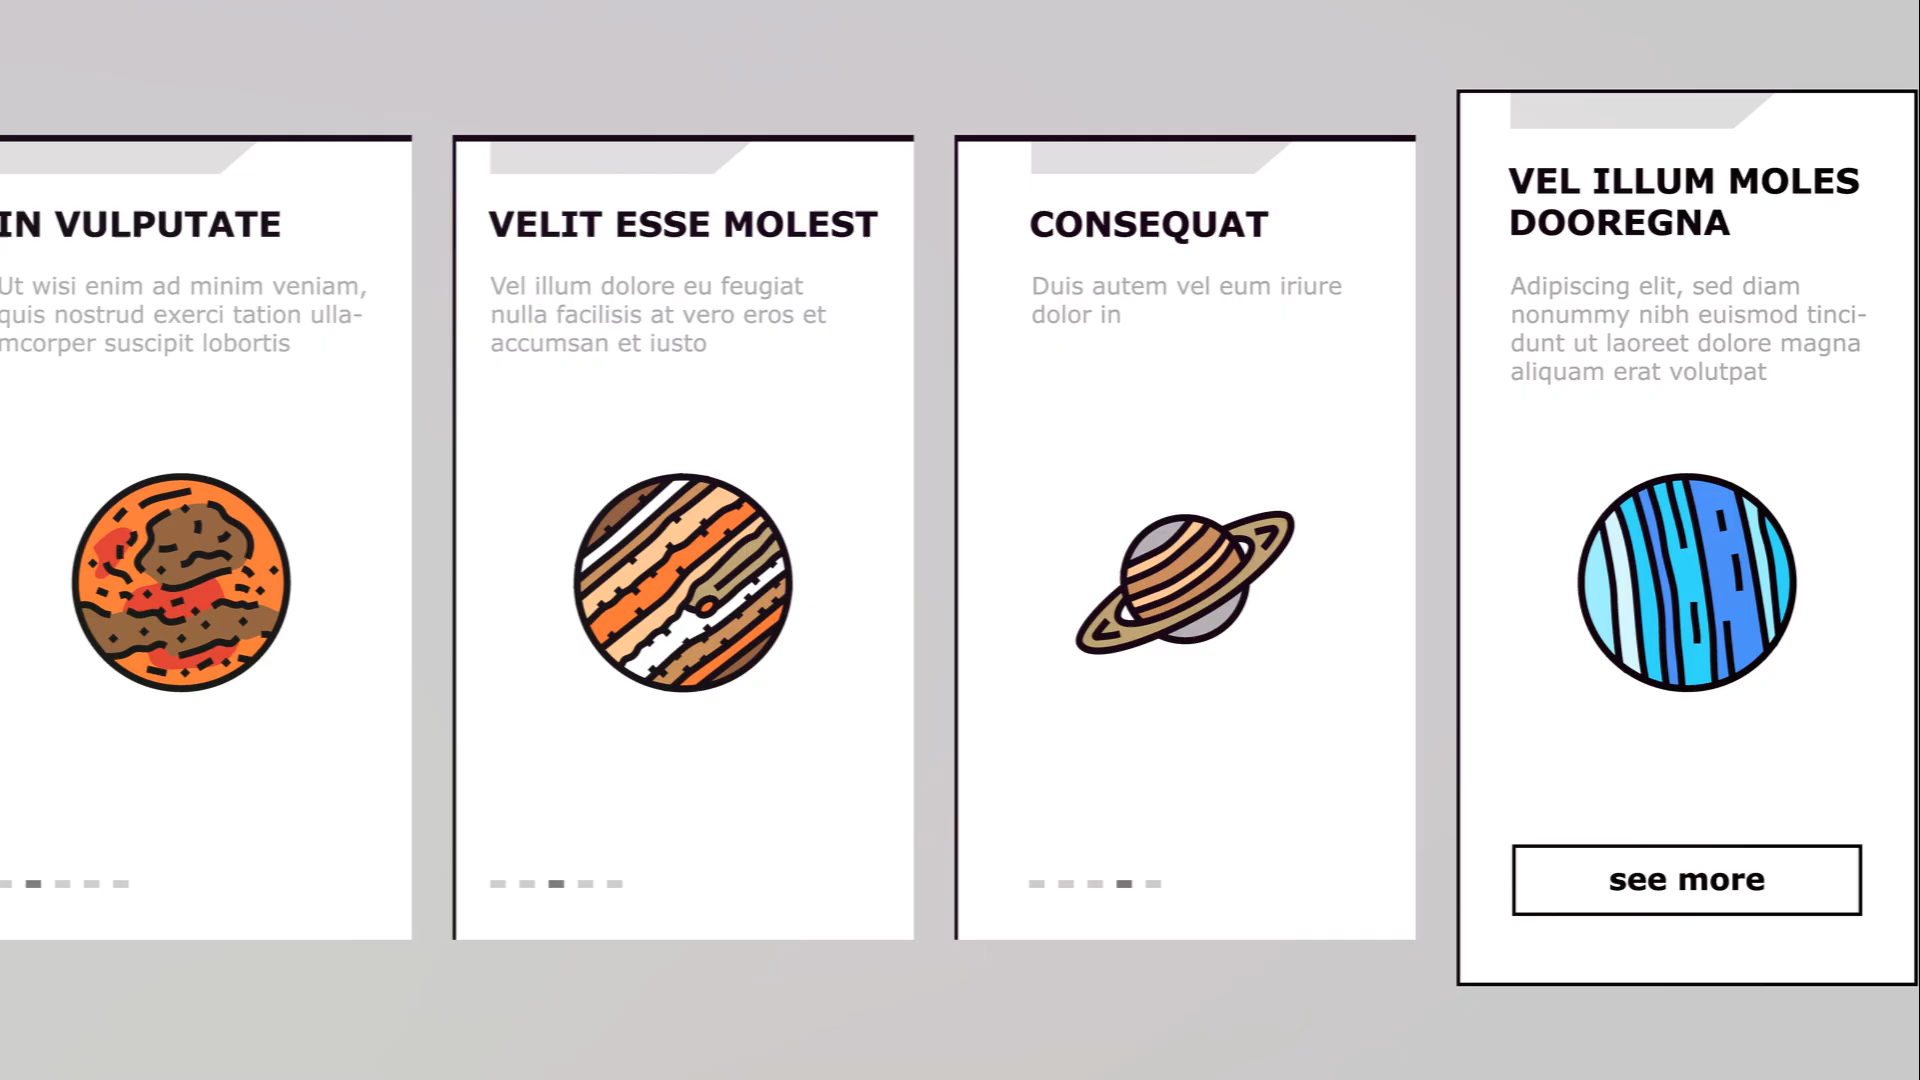 IN VULPUTATE
Ut wisi enim ad minim veniam,
quis nostrud exerci tation ulla-
mcorper suscipit lobortis
VELIT ESSE MOLEST
Vel illum dolore eu feugiat
nulla facilisis at vero eros et
accumsan et iusto
CONSEQUAT
Duis autem vel eum iriure
dolor in
VEL ILLUM MOLES
DOOREGNA
Adipiscing elit, sed diam
nonummy nibh euismod tinci-
dunt ut laoreet dolore magna
aliquam erat volutpat
see more